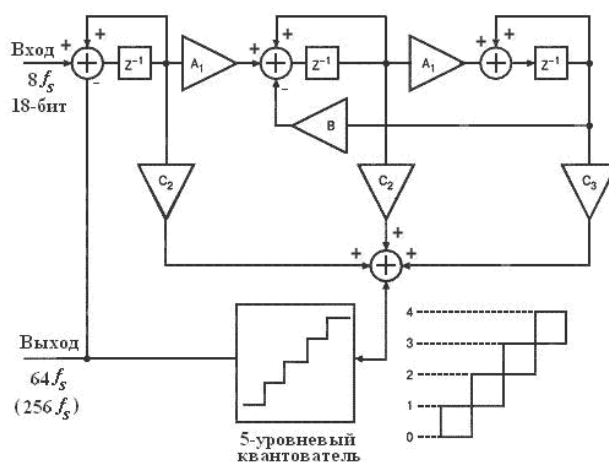 + +
Вход
8fs
18-бит
+ + -
z⁻¹
A₁
+ + -
z⁻¹
A₁
+ +
z⁻¹
B
C₂
C₂
C₃
+
+ +
Выход
64fs
(256fs)
5-уровневый
квантователь
4
3
2
1
0